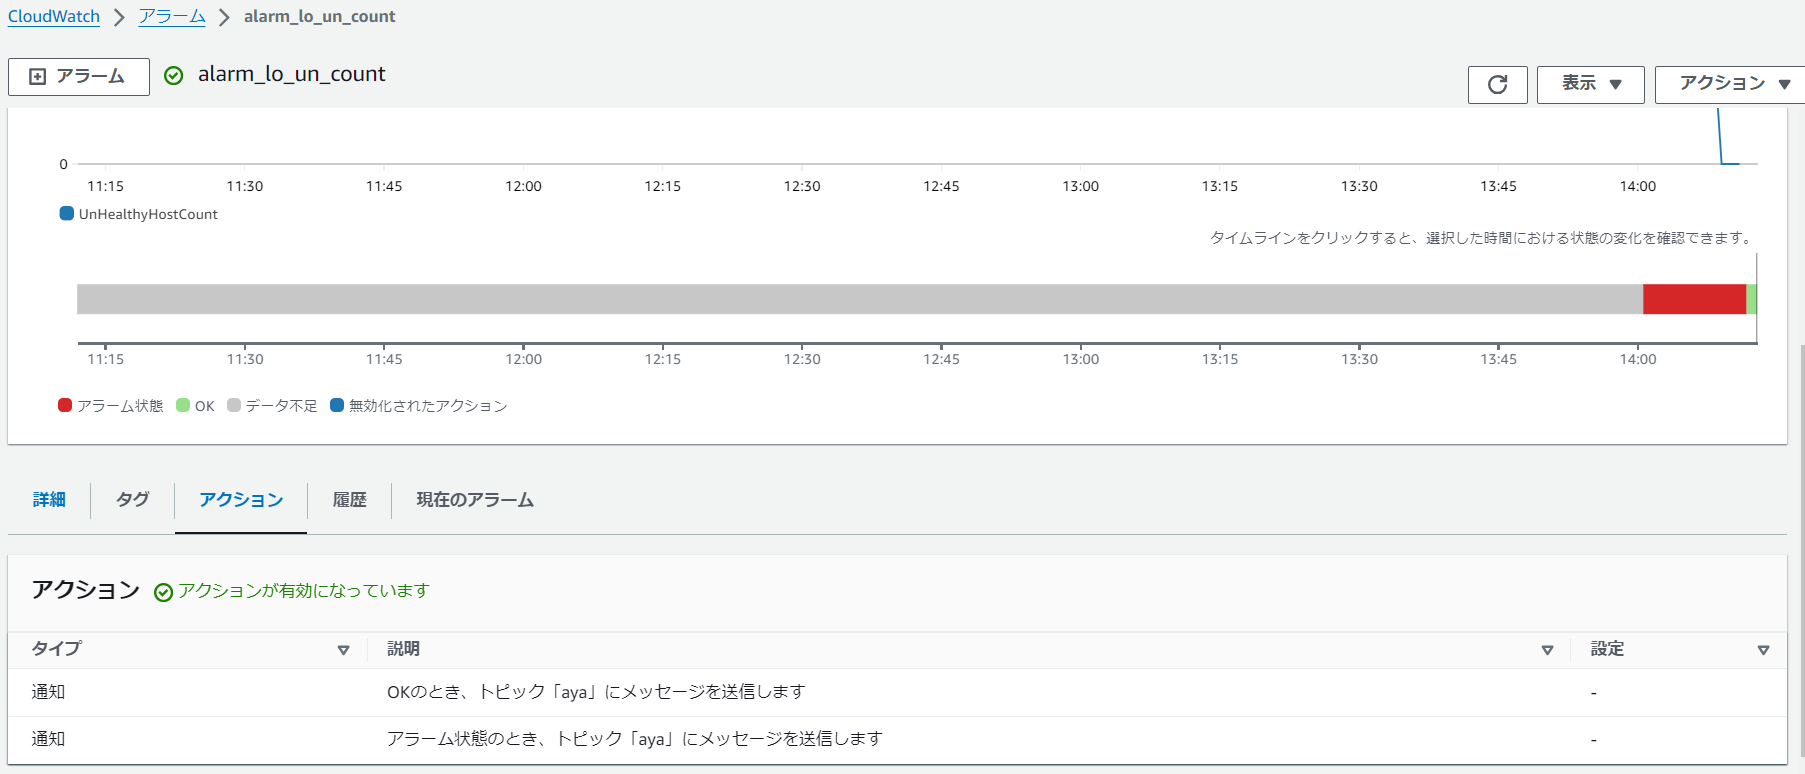 CloudWatch > アラーム > alarm_lo_un_count
アラーム alarm_lo_un_count 表示 アクション
0
11:15 11:30 11:45 12:00 12:15 12:30 12:45 13:00 13:15 13:30 13:45 14:00
UnHealthyHostCount
タイムラインをクリックすると、選択した時間における状態の変化を確認できます。
11:15 11:30 11:45 12:00 12:15 12:30 12:45 13:00 13:15 13:30 13:45 14:00
アラーム状態 OK データ不足 無効化されたアクション
詳細 タグ アクション 履歴 現在のアラーム
アクション アクションが有効になっています
タイプ 説明 設定
通知 OKのとき、トピック「aya」にメッセージを送信します -
通知 アラーム状態のとき、トピック「aya」にメッセージを送信します -